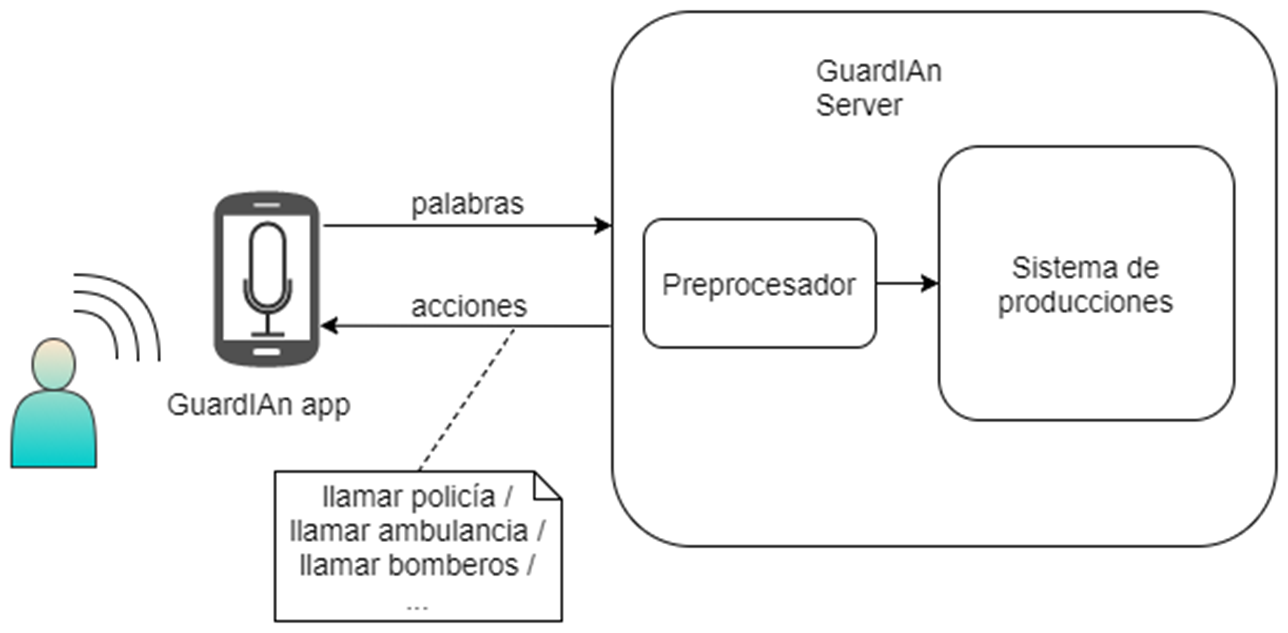 GuardIAn
Server
palabras
Preprocesador
Sistema de
producciones
acciones
GuardIAn app
llamar policía /
llamar ambulancia /
llamar bomberos /
...